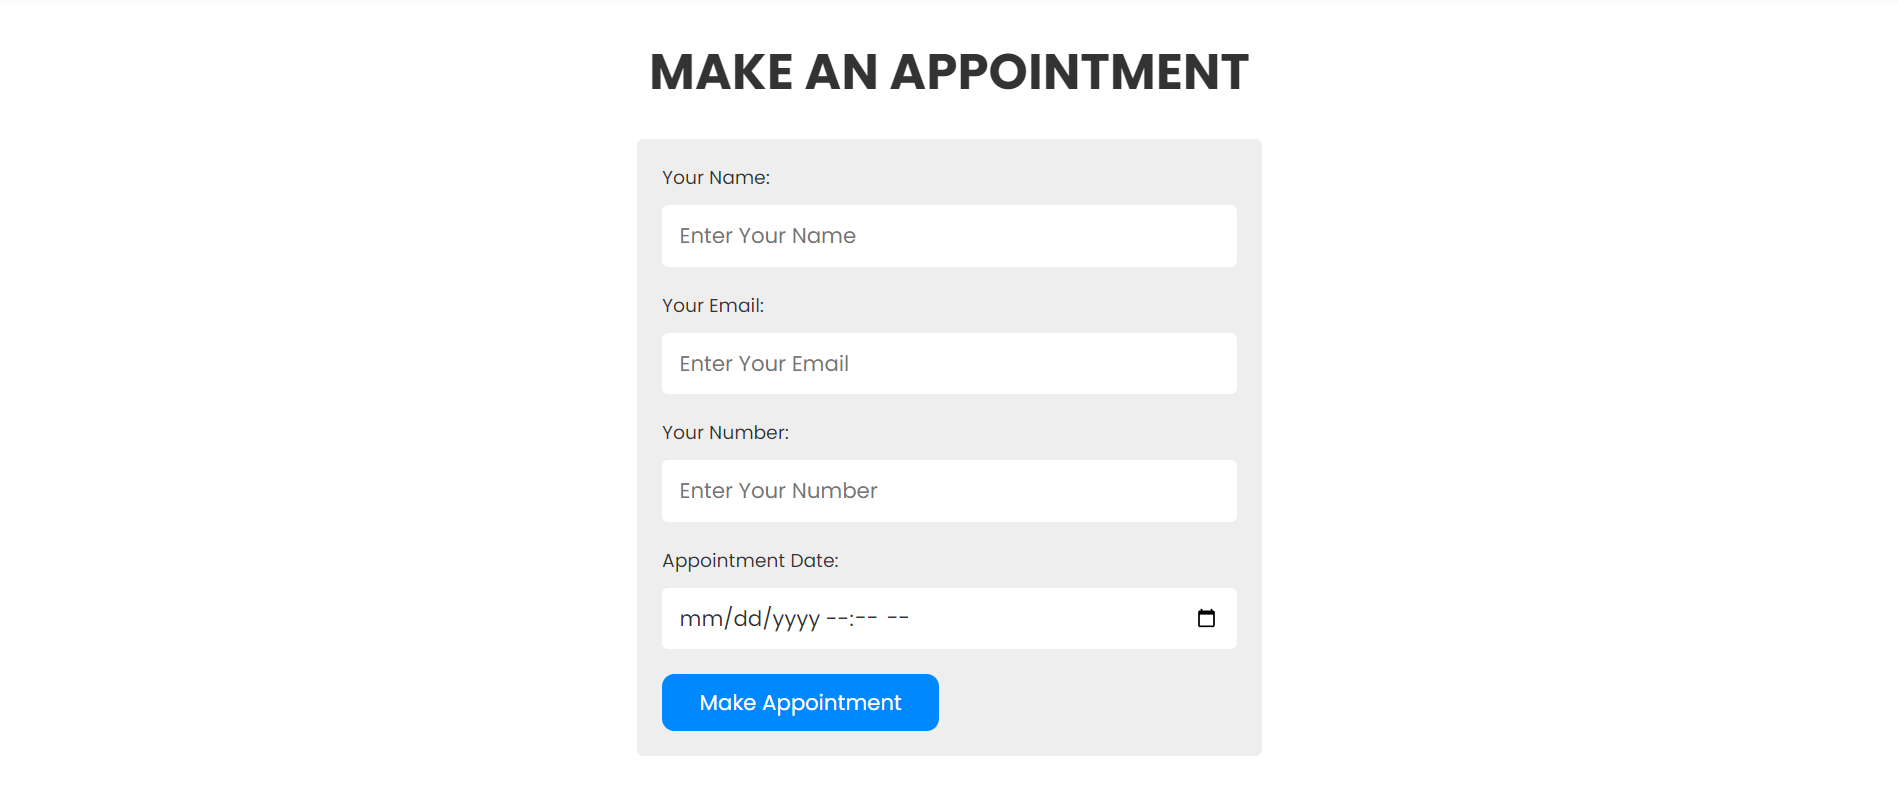 MAKE AN APPOINTMENT
Your Name:
Enter Your Name
Your Email:
Enter Your Email
Your Number:
Enter Your Number
Appointment Date:
mm/dd/yyyy --:-- --
Make Appointment